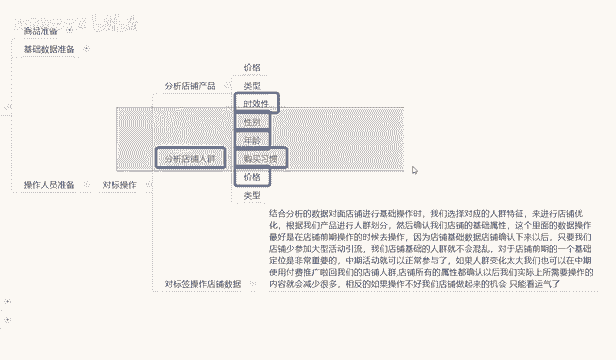 商品准备
基础数据准备
价格
分析店铺产品
类型
时效性
性别
年龄
分析店铺人群
购买习惯
价格
操作人员准备
对标操作
类型
结合分析的数据对面店铺进行基础操作时，我们选择对应的人群特征，来进行店铺优
化，根据我们产品进行人群划分，然后确认我们店铺的基础属性，这个里面的数据操作
最好是在店铺前期操作的时候去操作，因为店铺基础数据店铺确认下来以后，只要我们
店铺少参加大型活动引流，我们店铺基础的人群就不会混乱，对于店铺前期的一个基础
定位是非常重要的，中期活动就可以正常参与了，如果人群变化太大我们也可以在中期
使用付费推广啦回我们的店铺人群,店铺所有的属性都确认以后我们实际上所需要操作的
内容就会减少很多，相反的如果操作不好我们店铺做起来的机会 只能看运气了
对标签操作店铺数据